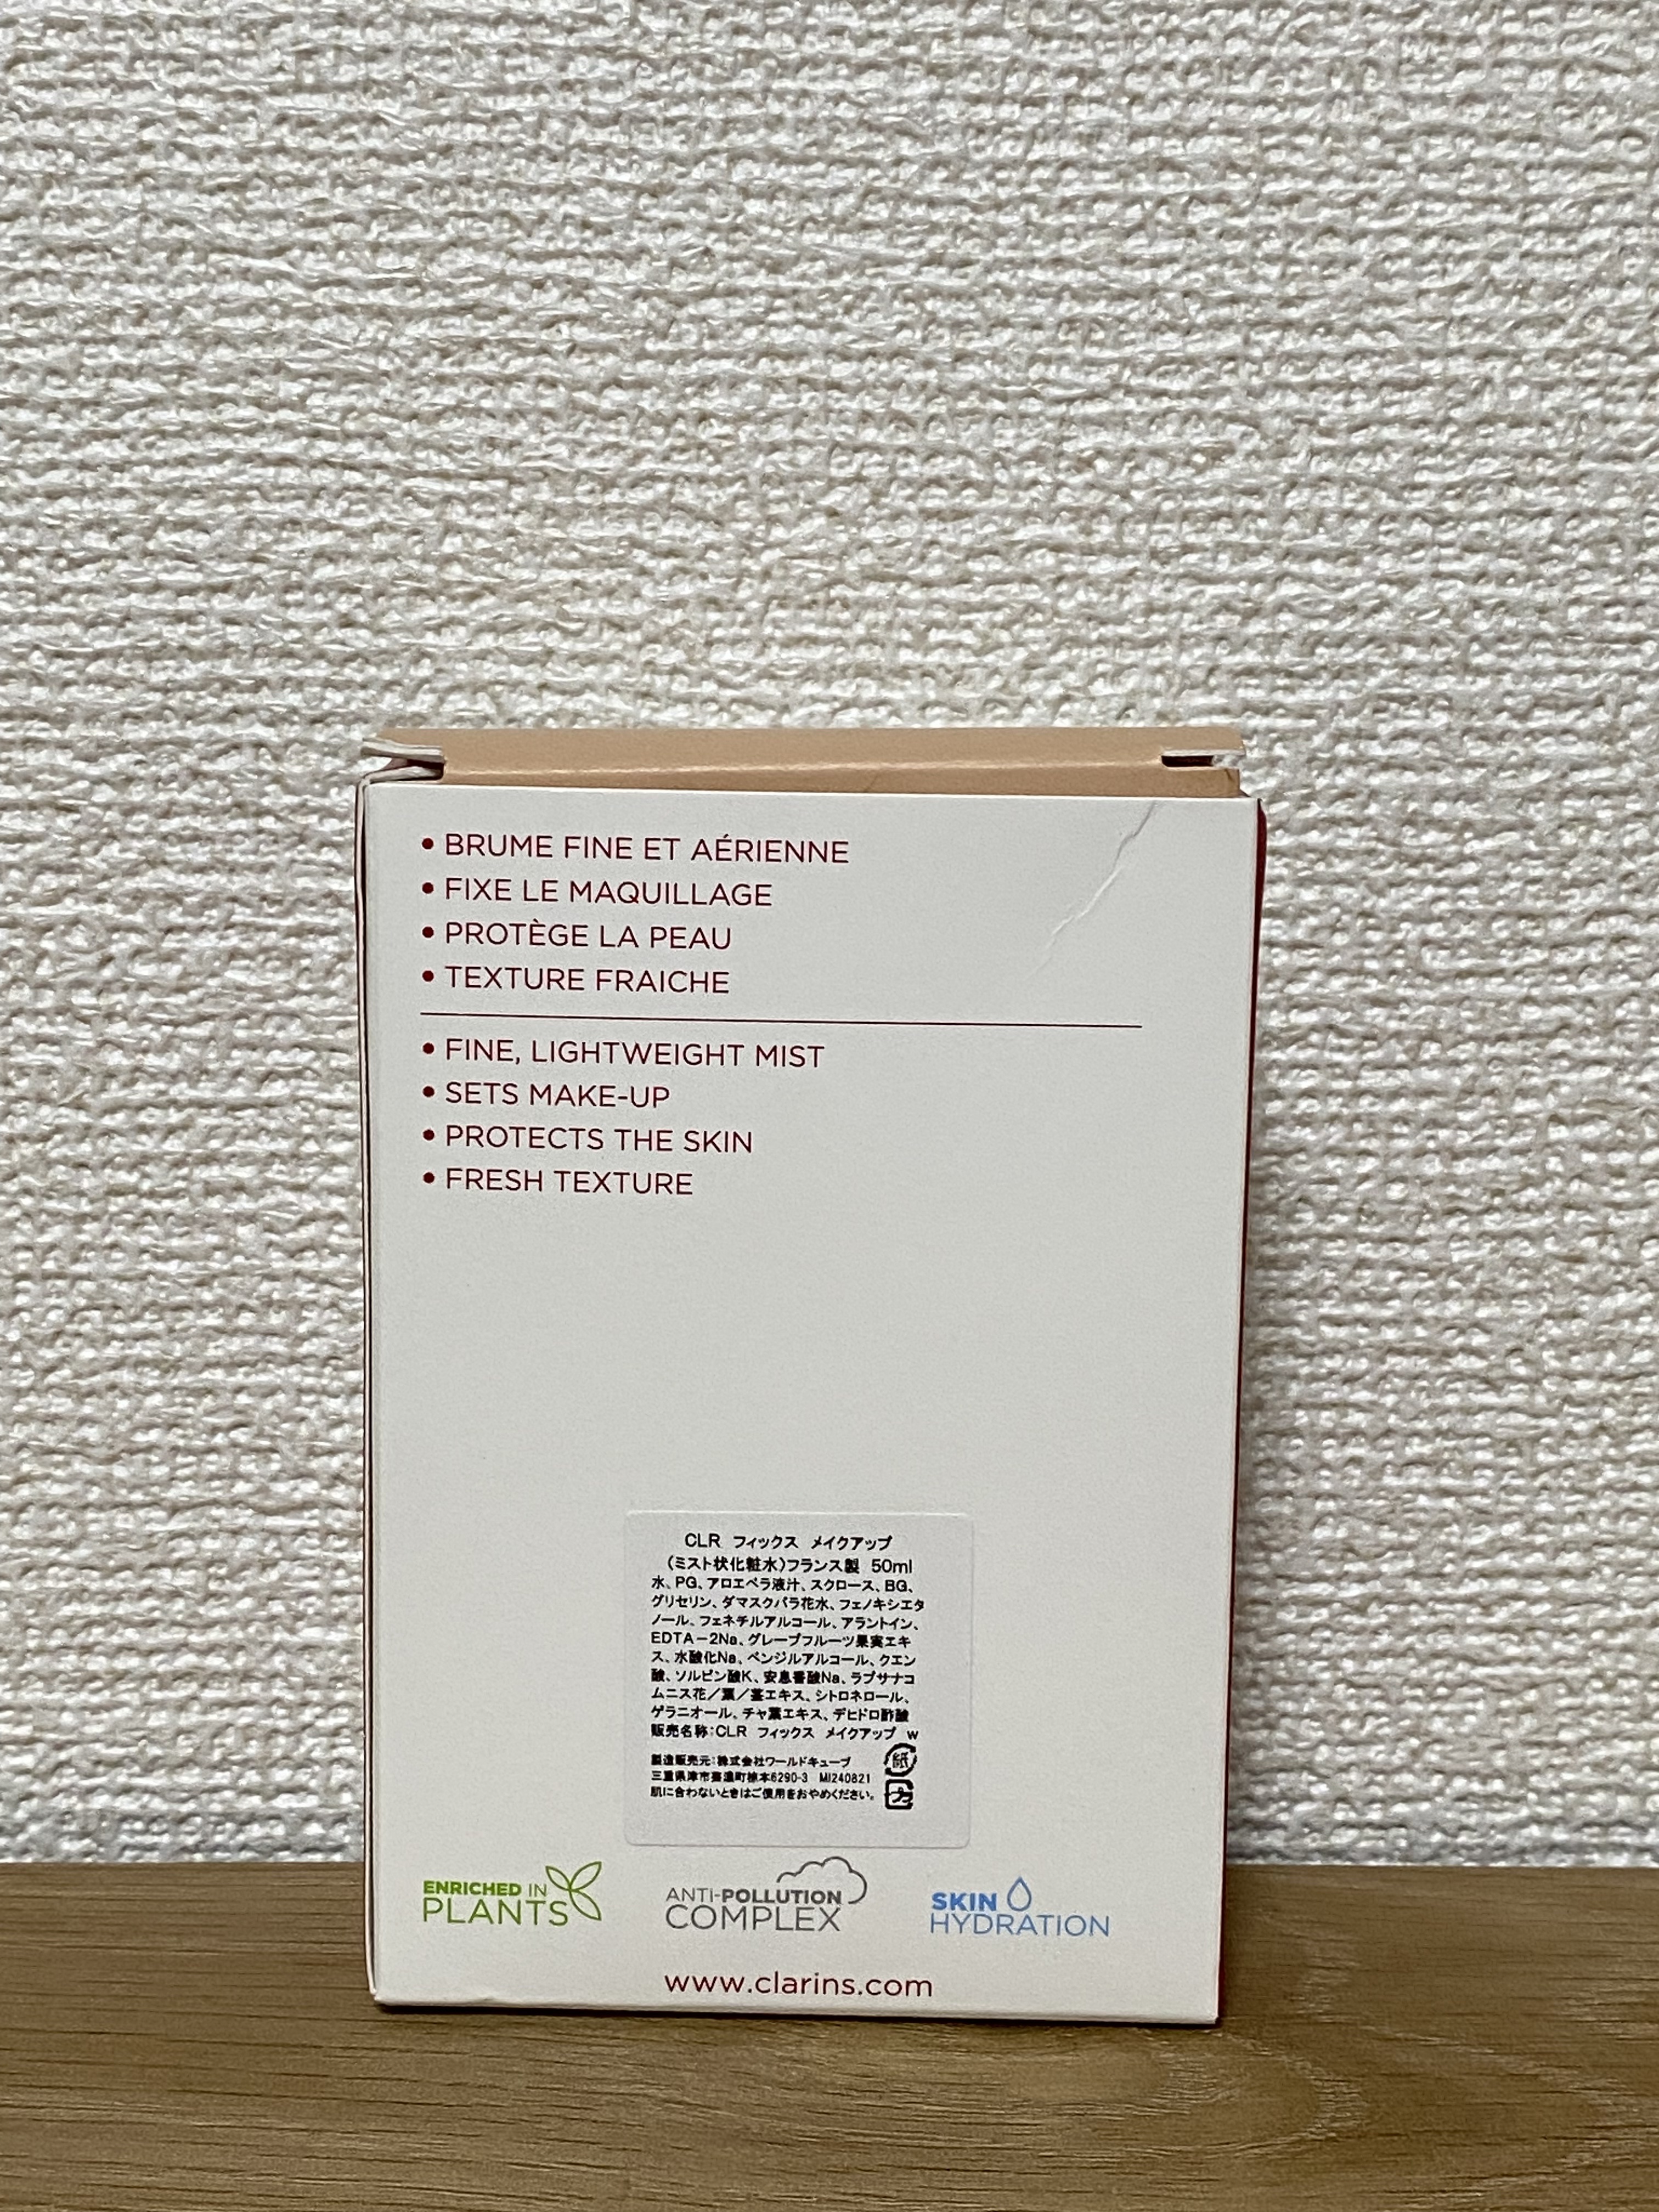 • BRUME FINE ET AÉRIENNE
• FIXE LE MAQUILLAGE
• PROTÈGE LA PEAU
• TEXTURE FRAICHE
• FINE, LIGHTWEIGHT MIST
• SETS MAKE-UP
• PROTECTS THE SKIN
• FRESH TEXTURE
CLR フィックス メイクアップ
(ミスト状化粧水)フランス製 50ml
水、PG、アロエベラ液汁、スクロース、BG、
グリセリン、ダマスクバラ花水、フェノキシエタ
ノール、フェネチルアルコール、アラントイン、
EDTA-2Na、グレープフルーツ果実エキ
ス、水酸化Na、ベンジルアルコール、クエン
酸、ソルビン酸K、安息香酸Na、ラプサナコ
ムニス花/葉/茎エキス、シトロネロール、
ゲラニオール、チャ葉エキス、デヒドロ酢酸
販売名称:CLR フィックス メイクアップ w
製造販売元:株式会社ワールドキューブ
三重県津市芸濃町椋本6290-3 MI240821
肌に合わないときはご使用をおやめください。
紙
プラ
ENRICHED IN
PLANTS
ANTI-POLLUTION
COMPLEX
SKIN
HYDRATION
www.clarins.com